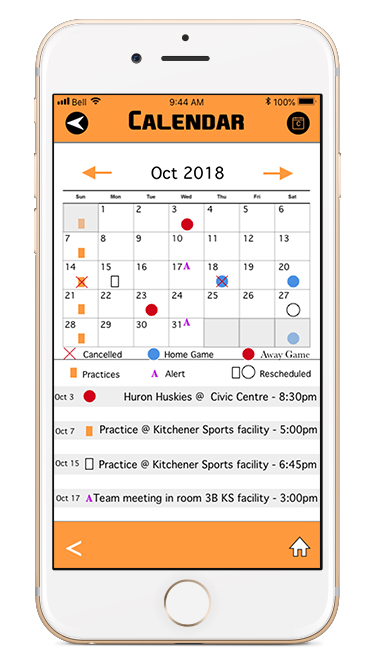 Bell 9:44 AM 100%
CALENDAR
C
Oct 2018
Sun Mon Tue Wed Thu Fri Sat
1 2 3 4 5 6
7 8 9 10 11 12 13
14 15 16 17 A 18 19 20
21 22 23 24 25 26 27
28 29 30 31 A
Cancelled Home Game Away Game
Practices A Alert Rescheduled
Oct 3 Huron Huskies @ Civic Centre - 8:30pm
Oct 7 Practice @ Kitchener Sports facility - 5:00pm
Oct 15 Practice @ Kitchener Sports facility - 6:45pm
Oct 17 A Team meeting in room 3B KS facility - 3:00pm